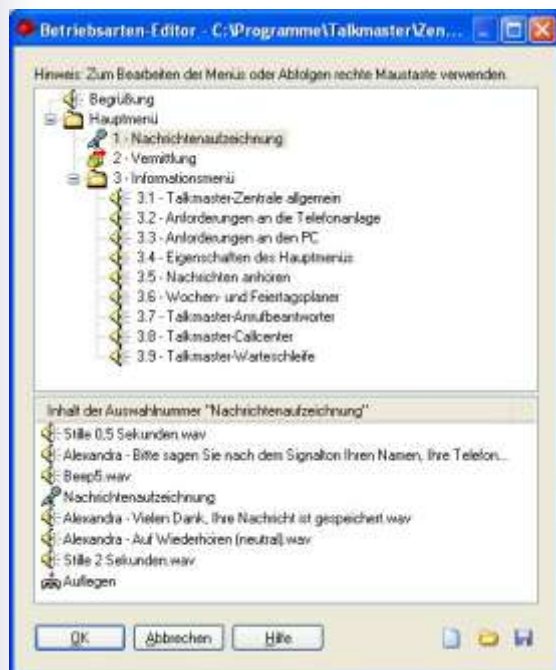 Betriebsarten-Editor - C:\Programme\Talkmaster\Zen...
Hinweis: Zum Bearbeiten der Menüs oder Abfolgen rechte Maustaste verwenden.
Begrüßung
Hauptmenü
1 - Nachrichtenaufzeichnung
2 - Vermittlung
3 - Informationsmenü
3.1 - Talkmaster-Zentrale allgemein
3.2 - Anforderungen an die Telefonanlage
3.3 - Anforderungen an den PC
3.4 - Eigenschaften des Hauptmenüs
3.5 - Nachrichten anhören
3.6 - Wochen- und Feiertagsplaner
3.7 - Talkmaster-Anrufbeantworter
3.8 - Talkmaster-Callcenter
3.9 - Talkmaster-Warteschleife
Inhalt der Auswahlnummer "Nachrichtenaufzeichnung"
Stille 0,5 Sekunden.wav
Alexandra - Bitte sagen Sie nach dem Signalton Ihren Namen, Ihre Telefon...
Beep5.wav
Nachrichtenaufzeichnung
Alexandra - Vielen Dank, Ihre Nachricht ist gespeichert.wav
Alexandra - Auf Wiederhören (neutral).wav
Stille 2 Sekunden.wav
Auflegen
OK Abbrechen Hilfe